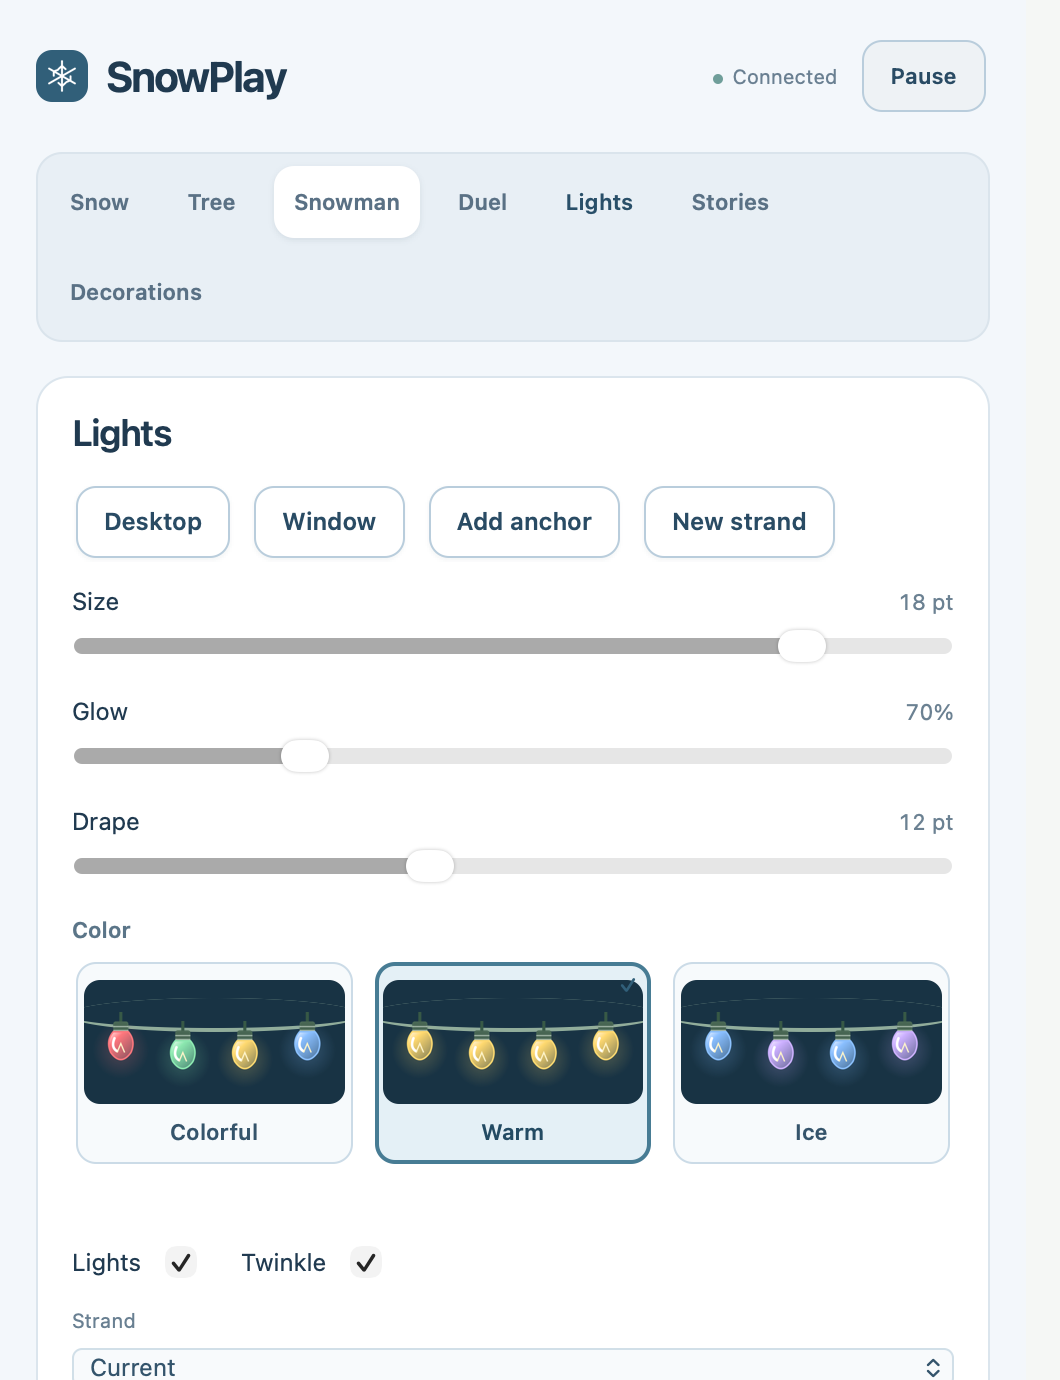 SnowPlay
Connected
Pause
Snow Tree Snowman Duel Lights Stories
Decorations
Lights
Desktop Window Add anchor New strand
Size 18 pt
Glow 70%
Drape 12 pt
Color
Colorful Warm Ice
Lights Twinkle
Strand
Current